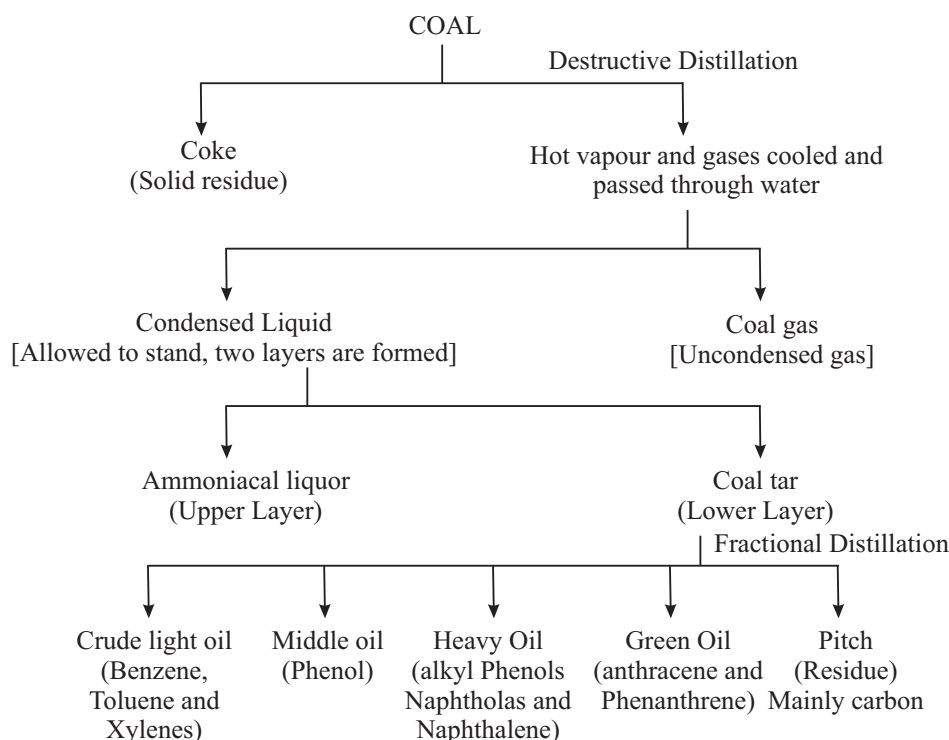 COAL
Destructive Distillation
Coke
(Solid residue)
Hot vapour and gases cooled and
passed through water
Condensed Liquid
[Allowed to stand, two layers are formed]
Coal gas
[Uncondensed gas]
Ammoniacal liquor
(Upper Layer)
Coal tar
(Lower Layer)
Fractional Distillation
Crude light oil
(Benzene,
Toluene and
Xylenes)
Middle oil
(Phenol)
Heavy Oil
(alkyl Phenols
Naphtholas and
Naphthalene)
Green Oil
(anthracene and
Phenanthrene)
Pitch
(Residue)
Mainly carbon